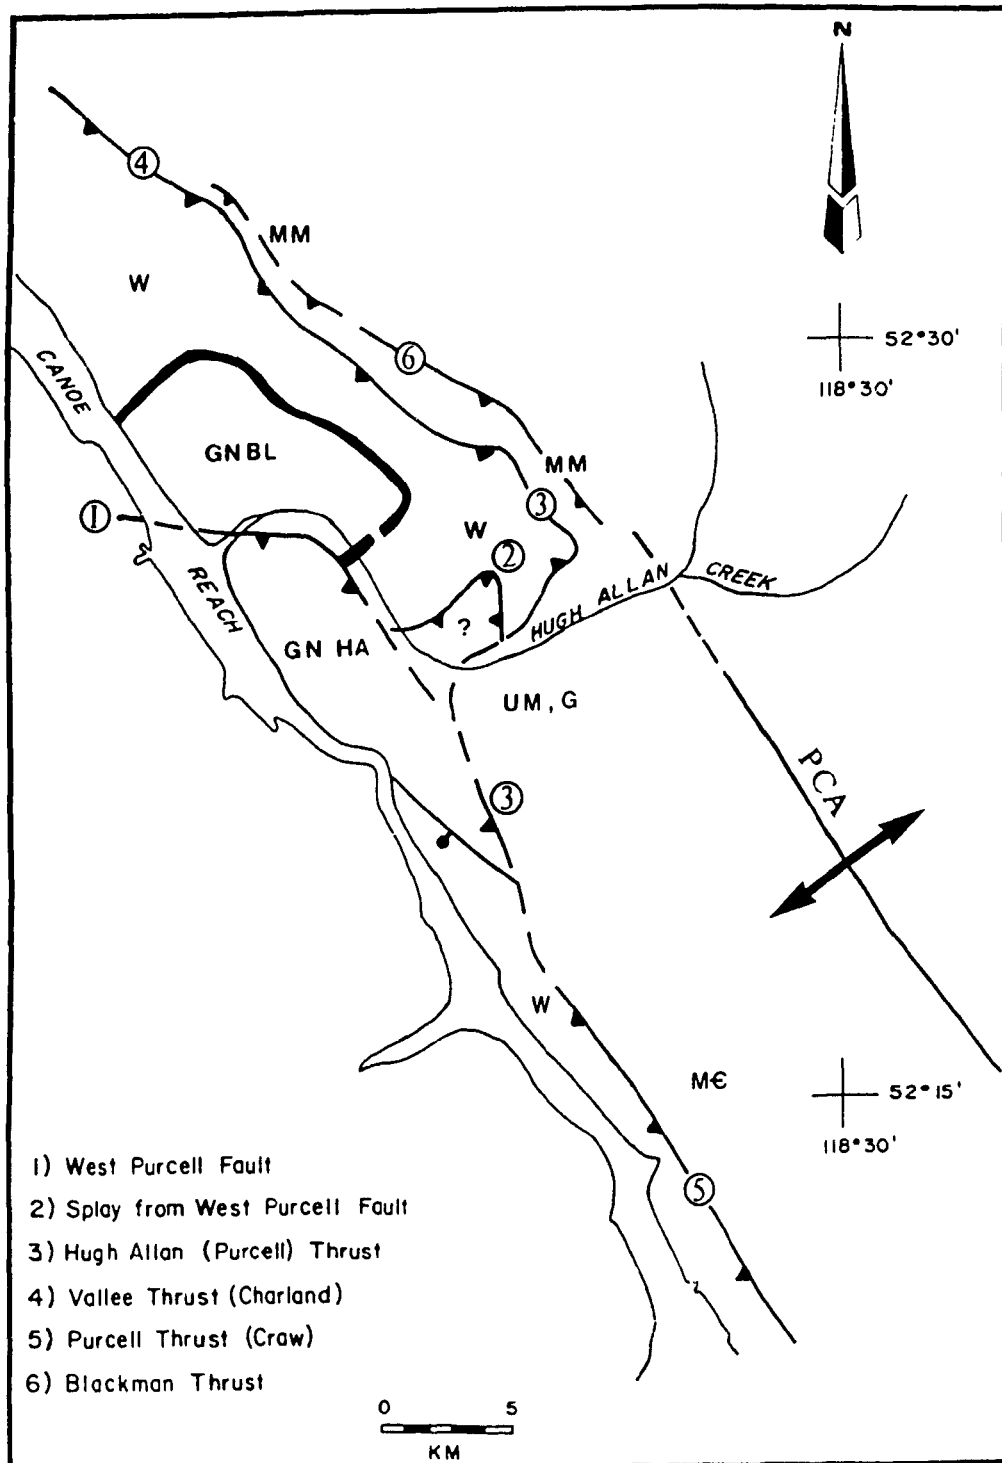 N
④
MM
W
52°30'
118°30'
⑥
CANOE
GNBL
MM
③
①
W
②
REACH
HUGH ALLAN CREEK
?
GN HA
UM, G
PCA
③
W
M€
52°15'
118°30'
⑤
1) West Purcell Fault
2) Splay from West Purcell Fault
3) Hugh Allan (Purcell) Thrust
4) Vallee Thrust (Charland)
5) Purcell Thrust (Craw)
6) Blackman Thrust
0 5
KM